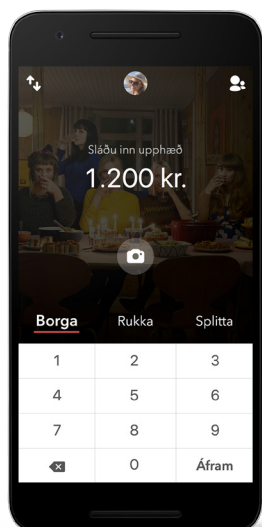 Sláðu inn upphæð
1.200 kr.
Borga Rukka Splitta
1 2 3
4 5 6
7 8 9
0 Áfram